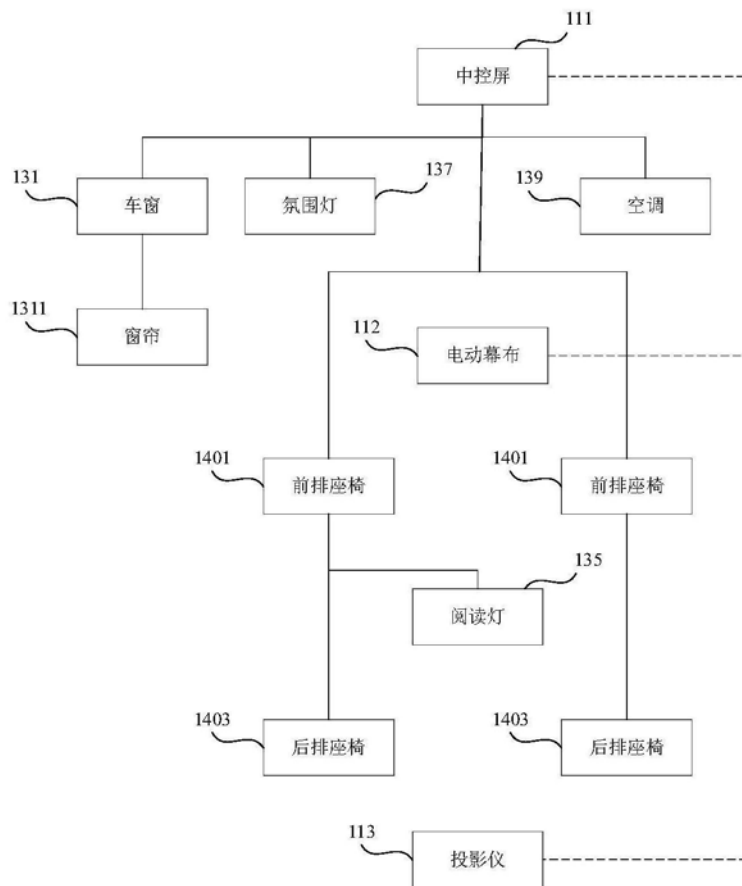 111
中控屏
131
车窗
137
氛围灯
139
空调
1311
窗帘
112
电动幕布
1401
前排座椅
1401
前排座椅
135
阅读灯
1403
后排座椅
1403
后排座椅
113
投影仪